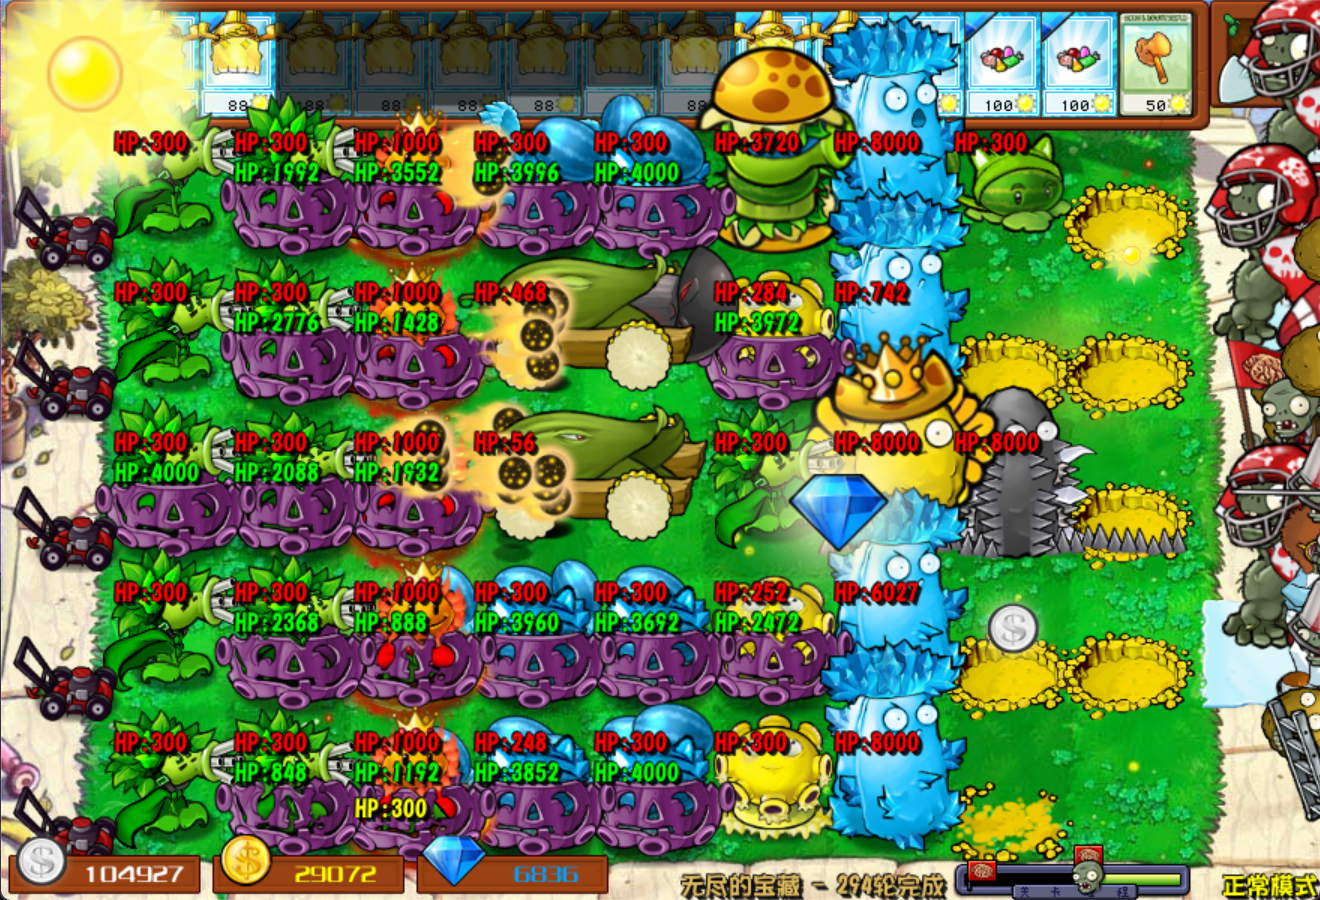 88 88 88 88 88 88 100 100 50
HP:300 HP:300 HP:1000 HP:300 HP:300 HP:3720 HP:8000 HP:300
HP:1992 HP:3552 HP:3996 HP:4000
HP:300 HP:300 HP:1000 HP:468 HP:284 HP:742
HP:2776 HP:1428 HP:3972
HP:300 HP:300 HP:1000 HP:56 HP:300 HP:8000 HP:8000
HP:4000 HP:2088 HP:1932
HP:300 HP:300 HP:1000 HP:300 HP:300 HP:252 HP:6027
HP:2368 HP:888 HP:3960 HP:3692 HP:2472
HP:300 HP:300 HP:1000 HP:248 HP:300 HP:300 HP:8000
HP:848 HP:1192 HP:3852 HP:4000
HP:300
104927 29072 6836 无尽的宝藏 - 294轮完成 关卡进程 正常模式